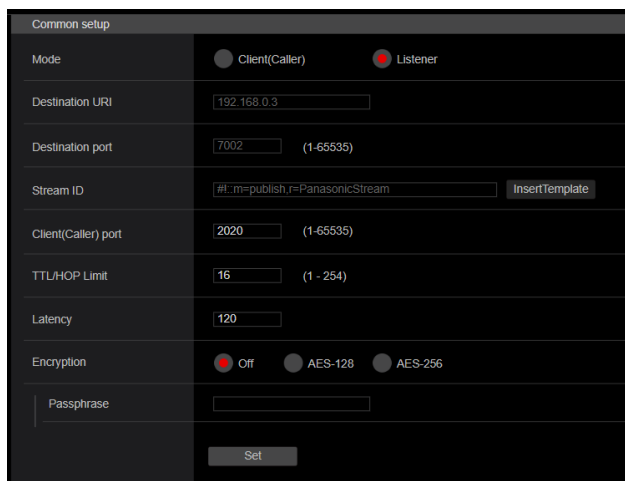 Common setup
Mode Client(Caller) Listener
Destination URI 192.168.0.3
Destination port 7002 (1-65535)
Stream ID #!::m=publish,r=PanasonicStream InsertTemplate
Client(Caller) port 2020 (1-65535)
TTL/HOP Limit 16 (1 - 254)
Latency 120
Encryption Off AES-128 AES-256
Passphrase
Set